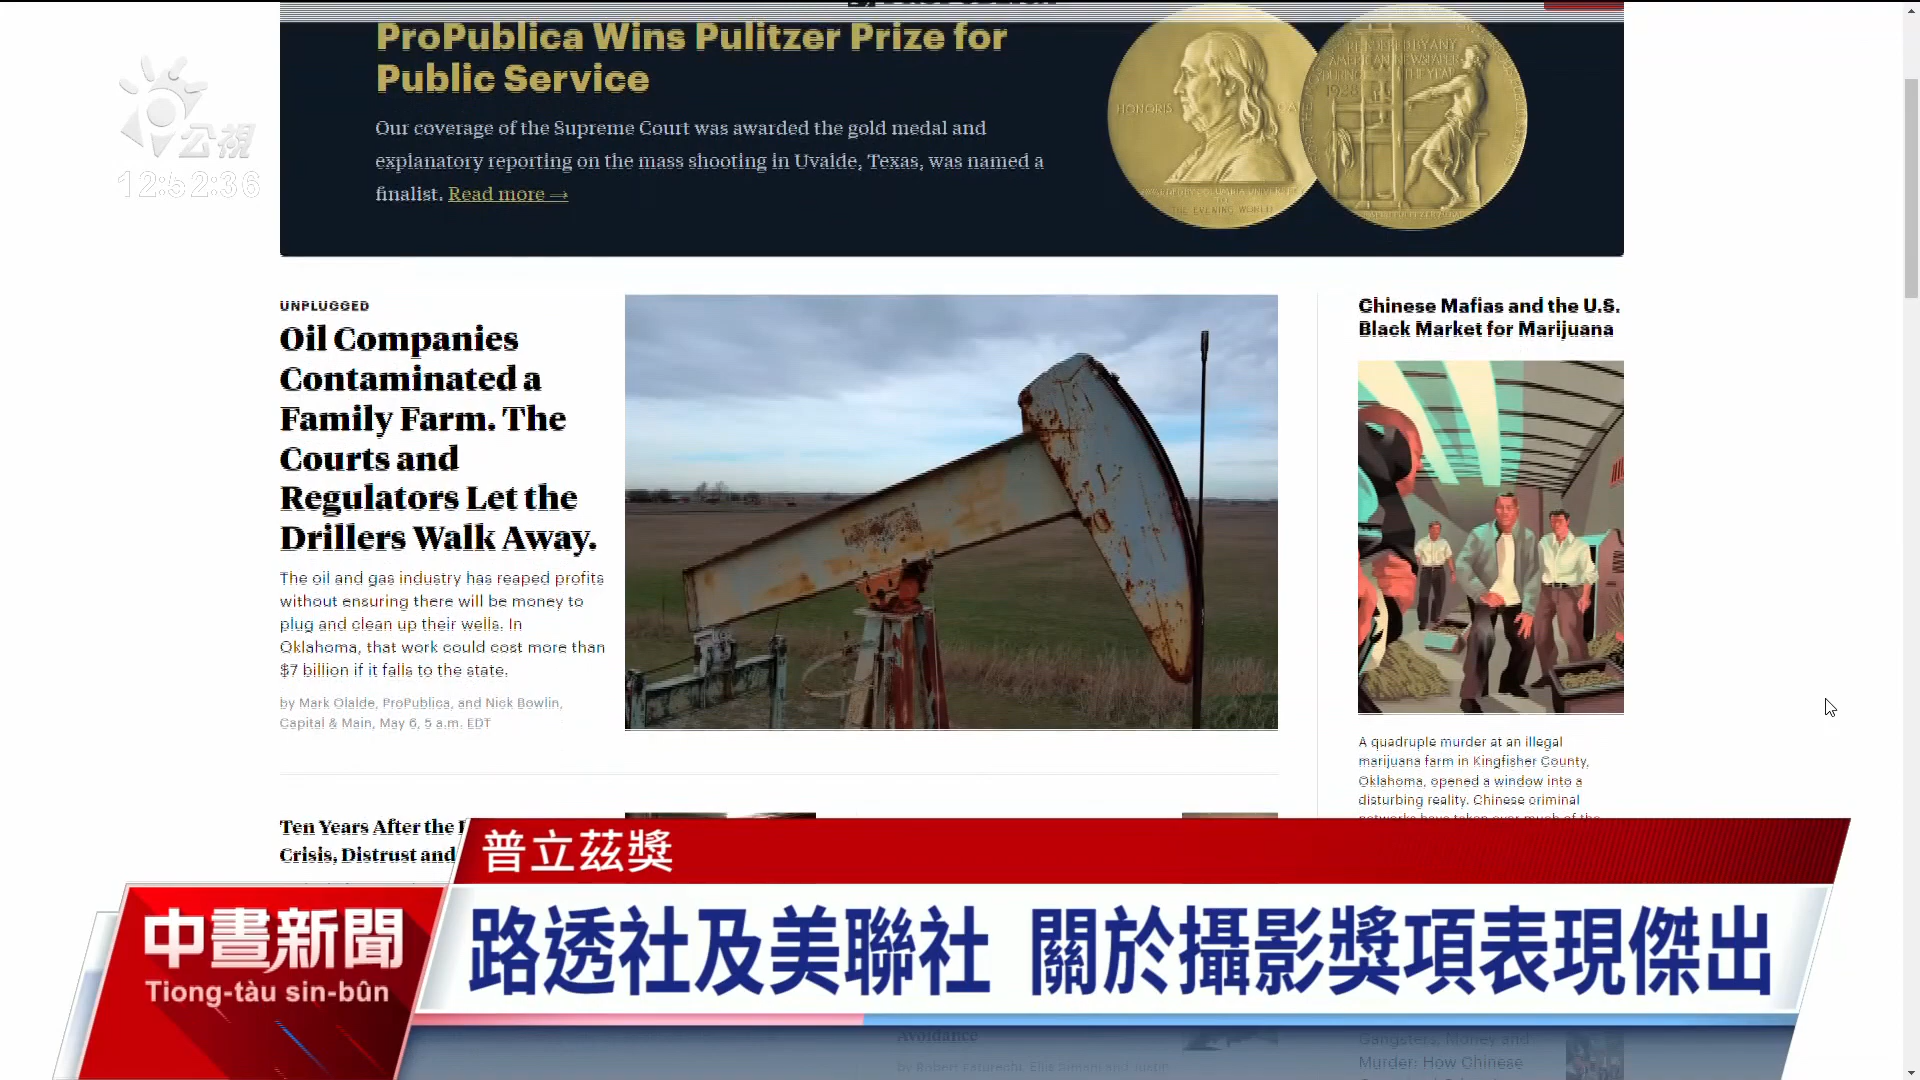 ProPublica Wins Pulitzer Prize for
Public Service
Our coverage of the Supreme Court was awarded the gold medal and
explanatory reporting on the mass shooting in Uvalde, Texas, was named a
finalist. Read more →
HONORIS
公視
12:52:36
UNPLUGGED
Oil Companies
Contaminated a
Family Farm. The
Courts and
Regulators Let the
Drillers Walk Away.
The oil and gas industry has reaped profits
without ensuring there will be money to
plug and clean up their wells. In
Oklahoma, that work could cost more than
$7 billion if it falls to the state.
by Mark Olalde, ProPublica, and Nick Bowlin,
Capital & Main, May 6, 5 a.m. EDT
Chinese Mafias and the U.S.
Black Market for Marijuana
A quadruple murder at an illegal
marijuana farm in Kingfisher County,
Oklahoma, opened a window into a
disturbing reality. Chinese criminal
Ten Years After the
Crisis, Distrust and
普立茲獎
路透社及美聯社 關於攝影獎項表現傑出
中晝新聞
Tiong-tàu sin-bûn
Avoidance
Gangsters, Money and
Murder: How Chinese